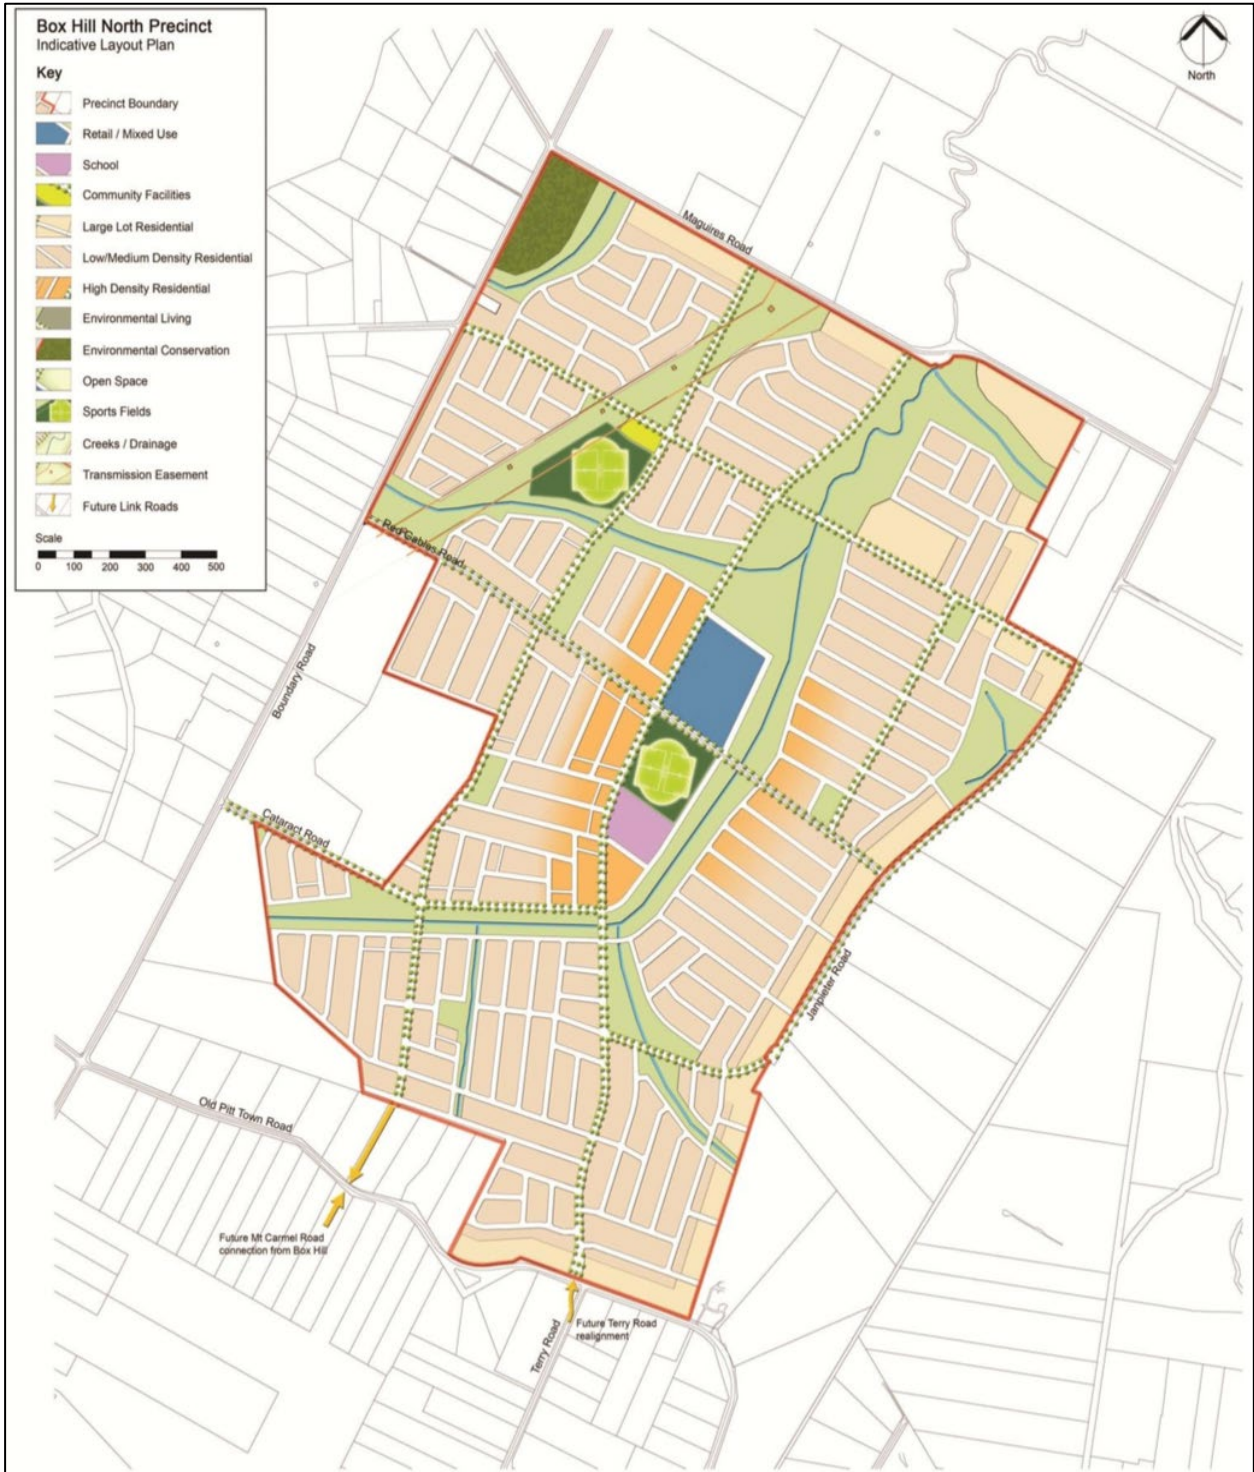 Box Hill North Precinct
Indicative Layout Plan
Key
Precinct Boundary
Retail / Mixed Use
School
Community Facilities
Large Lot Residential
Low/Medium Density Residential
High Density Residential
Environmental Living
Environmental Conservation
Open Space
Sports Fields
Creeks / Drainage
Transmission Easement
Future Link Roads
Scale
0 100 200 300 400 500
North
Maguires Road
Red Gables Road
Boundary Road
Cataract Road
Janpieter Road
Old Pitt Town Road
Future Mt Carmel Road
connection from Box Hill
Future Terry Road
realignment
Terry Road